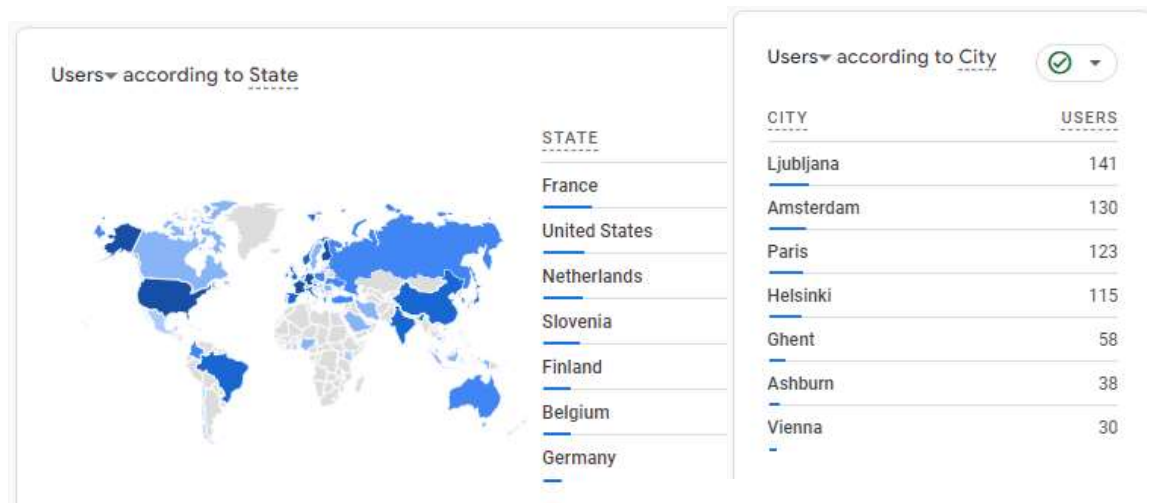 Users according to State
STATE
France
United States
Netherlands
Slovenia
Finland
Belgium
Germany
Users according to City
CITY USERS
Ljubljana 141
Amsterdam 130
Paris 123
Helsinki 115
Ghent 58
Ashburn 38
Vienna 30